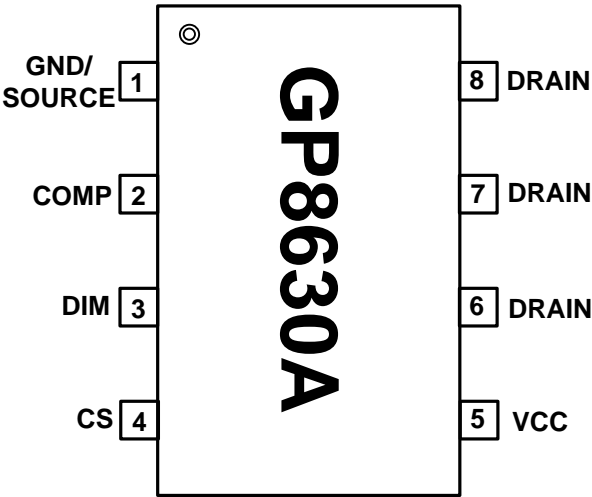 GND/
SOURCE 1
COMP 2
DIM 3
CS 4
GP8630A
8 DRAIN
7 DRAIN
6 DRAIN
5 VCC